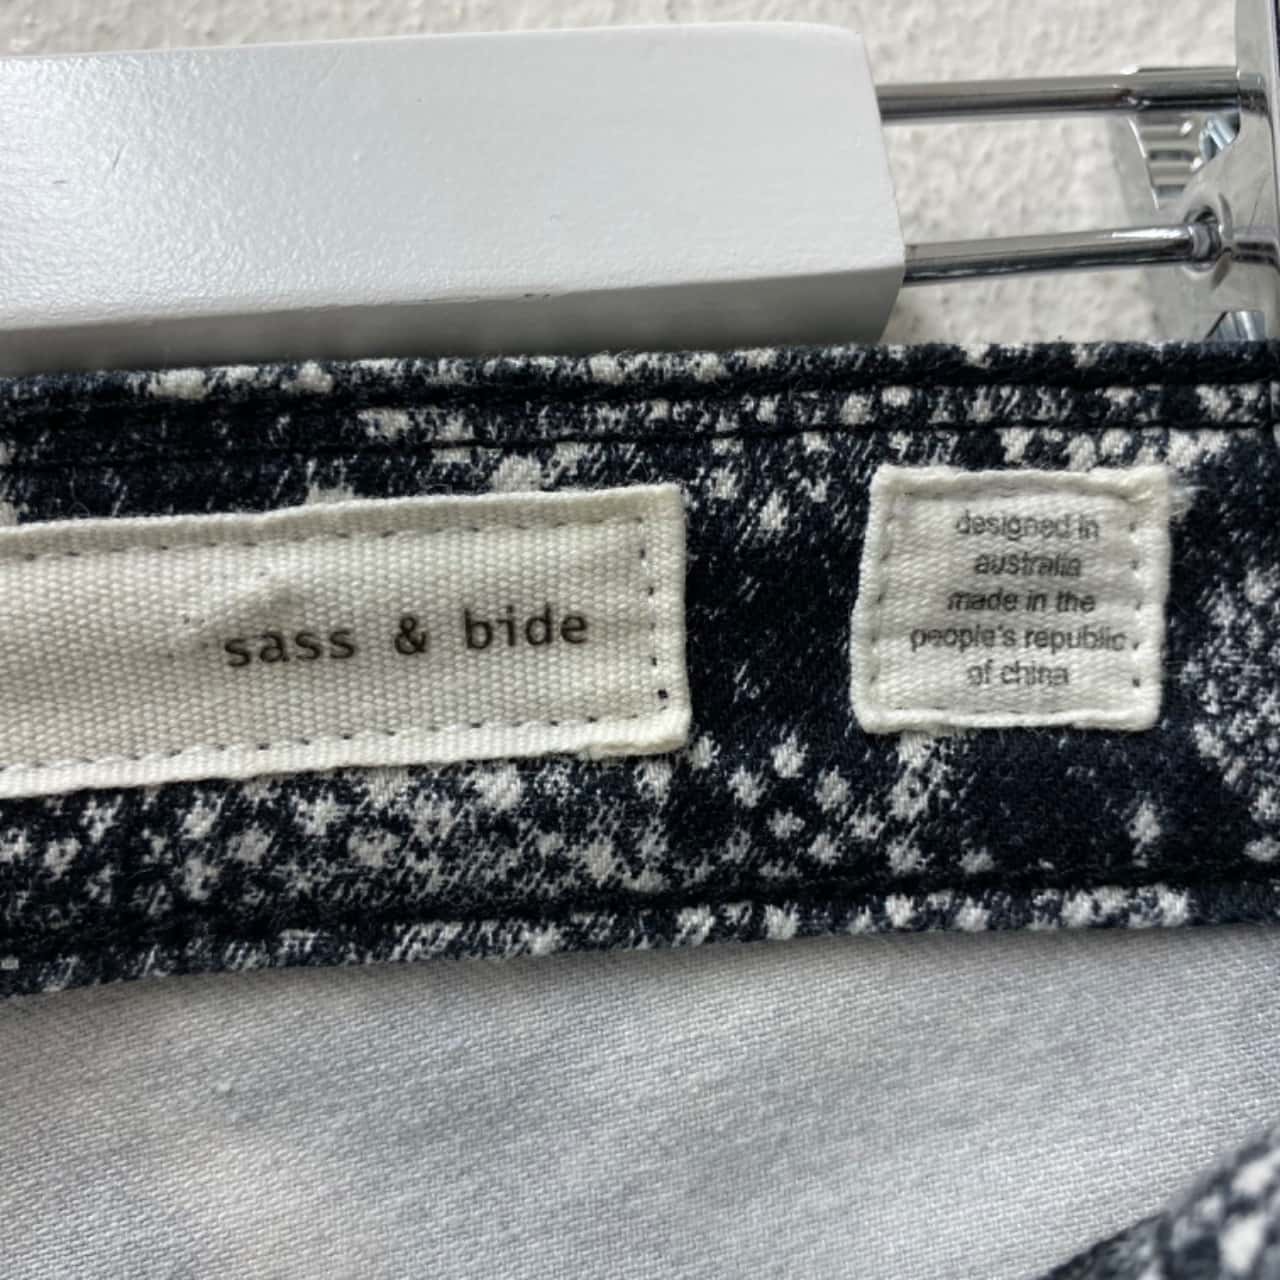 sass & bide
designed in
australia
made in the
people's republic
of china